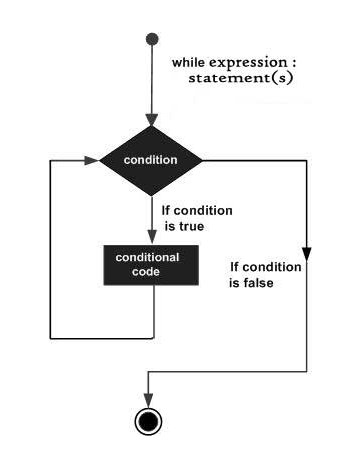 while expression :
statement(s)
condition
If condition
is true
conditional
code
If condition
is false